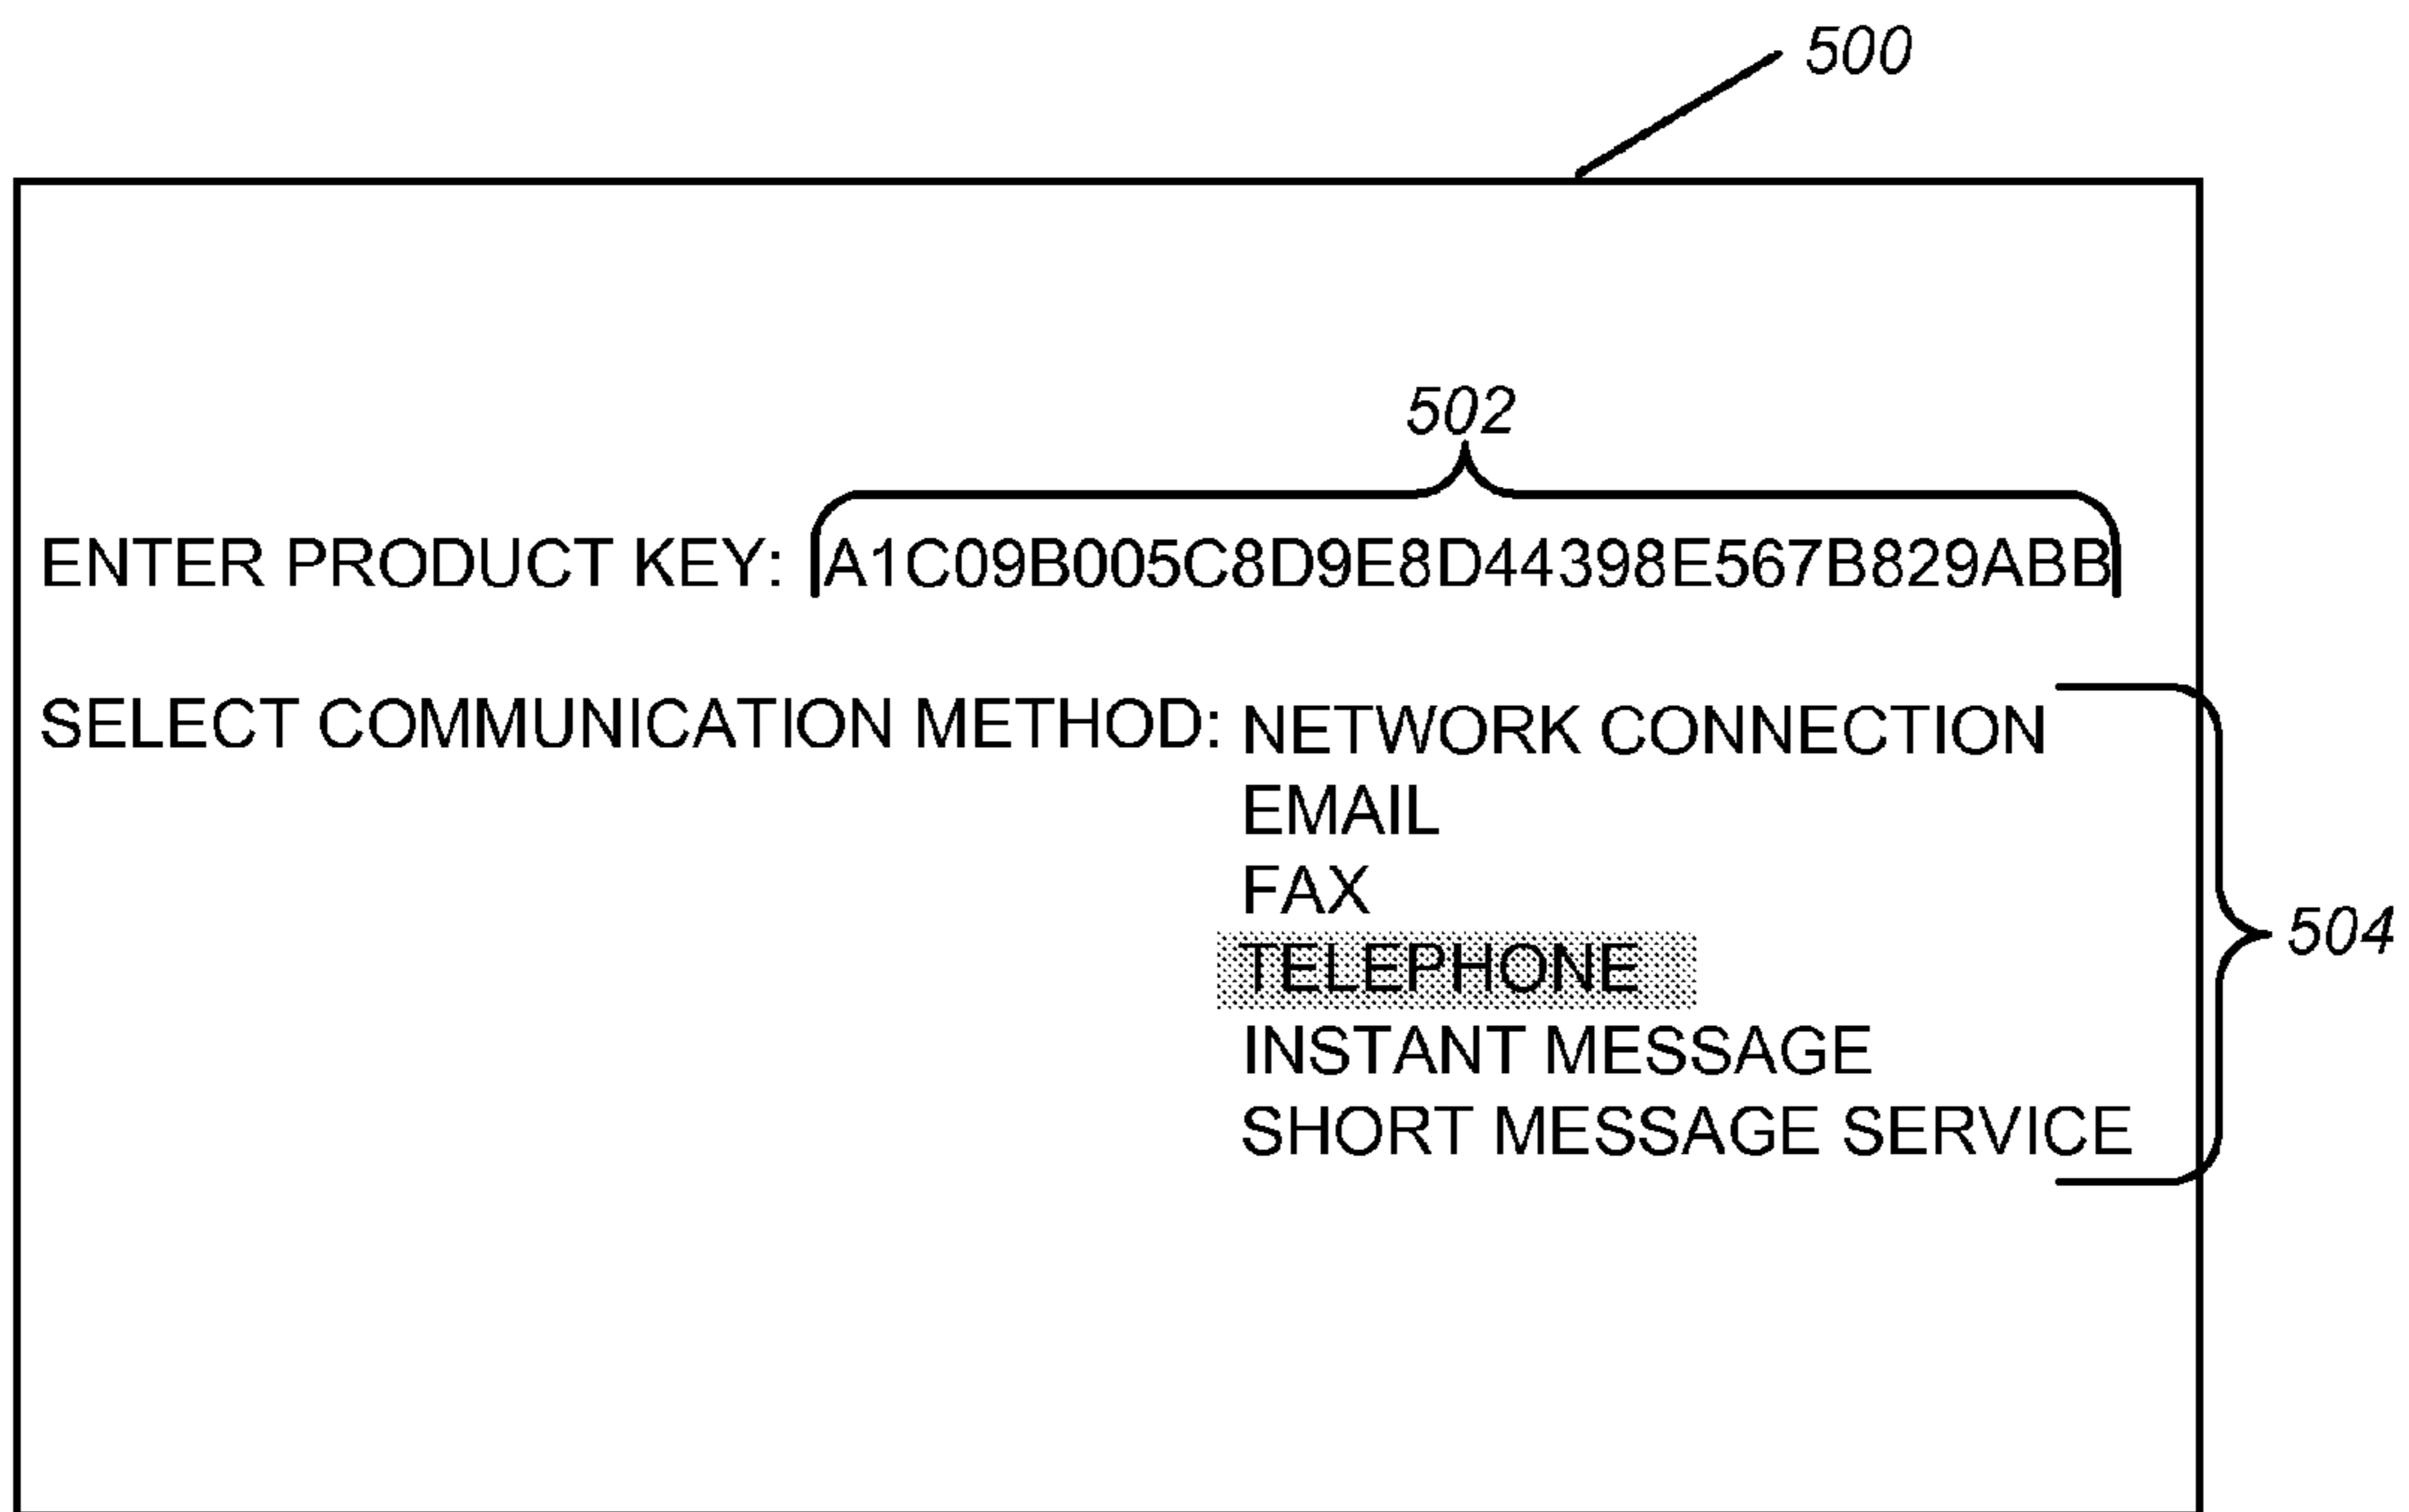 500
502
ENTER PRODUCT KEY: A1C09B005C8D9E8D44398E567B829ABB
SELECT COMMUNICATION METHOD: NETWORK CONNECTION
EMAIL
FAX
TELEPHONE
504
INSTANT MESSAGE
SHORT MESSAGE SERVICE